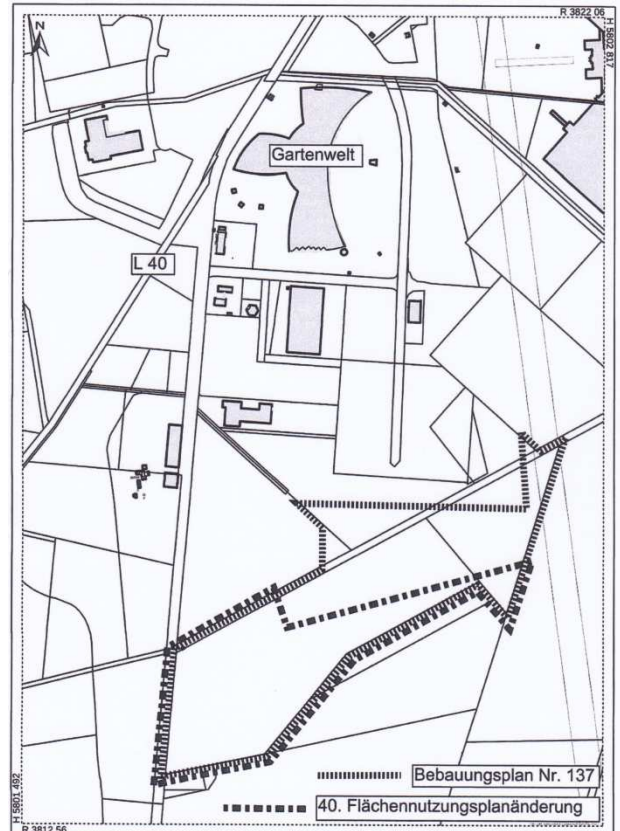 R 3822 06
H 5802 817
N
Gartenwelt
L 40
Bebauungsplan Nr. 137
40. Flächennutzungsplanänderung
H 5801 492
R 3812 56